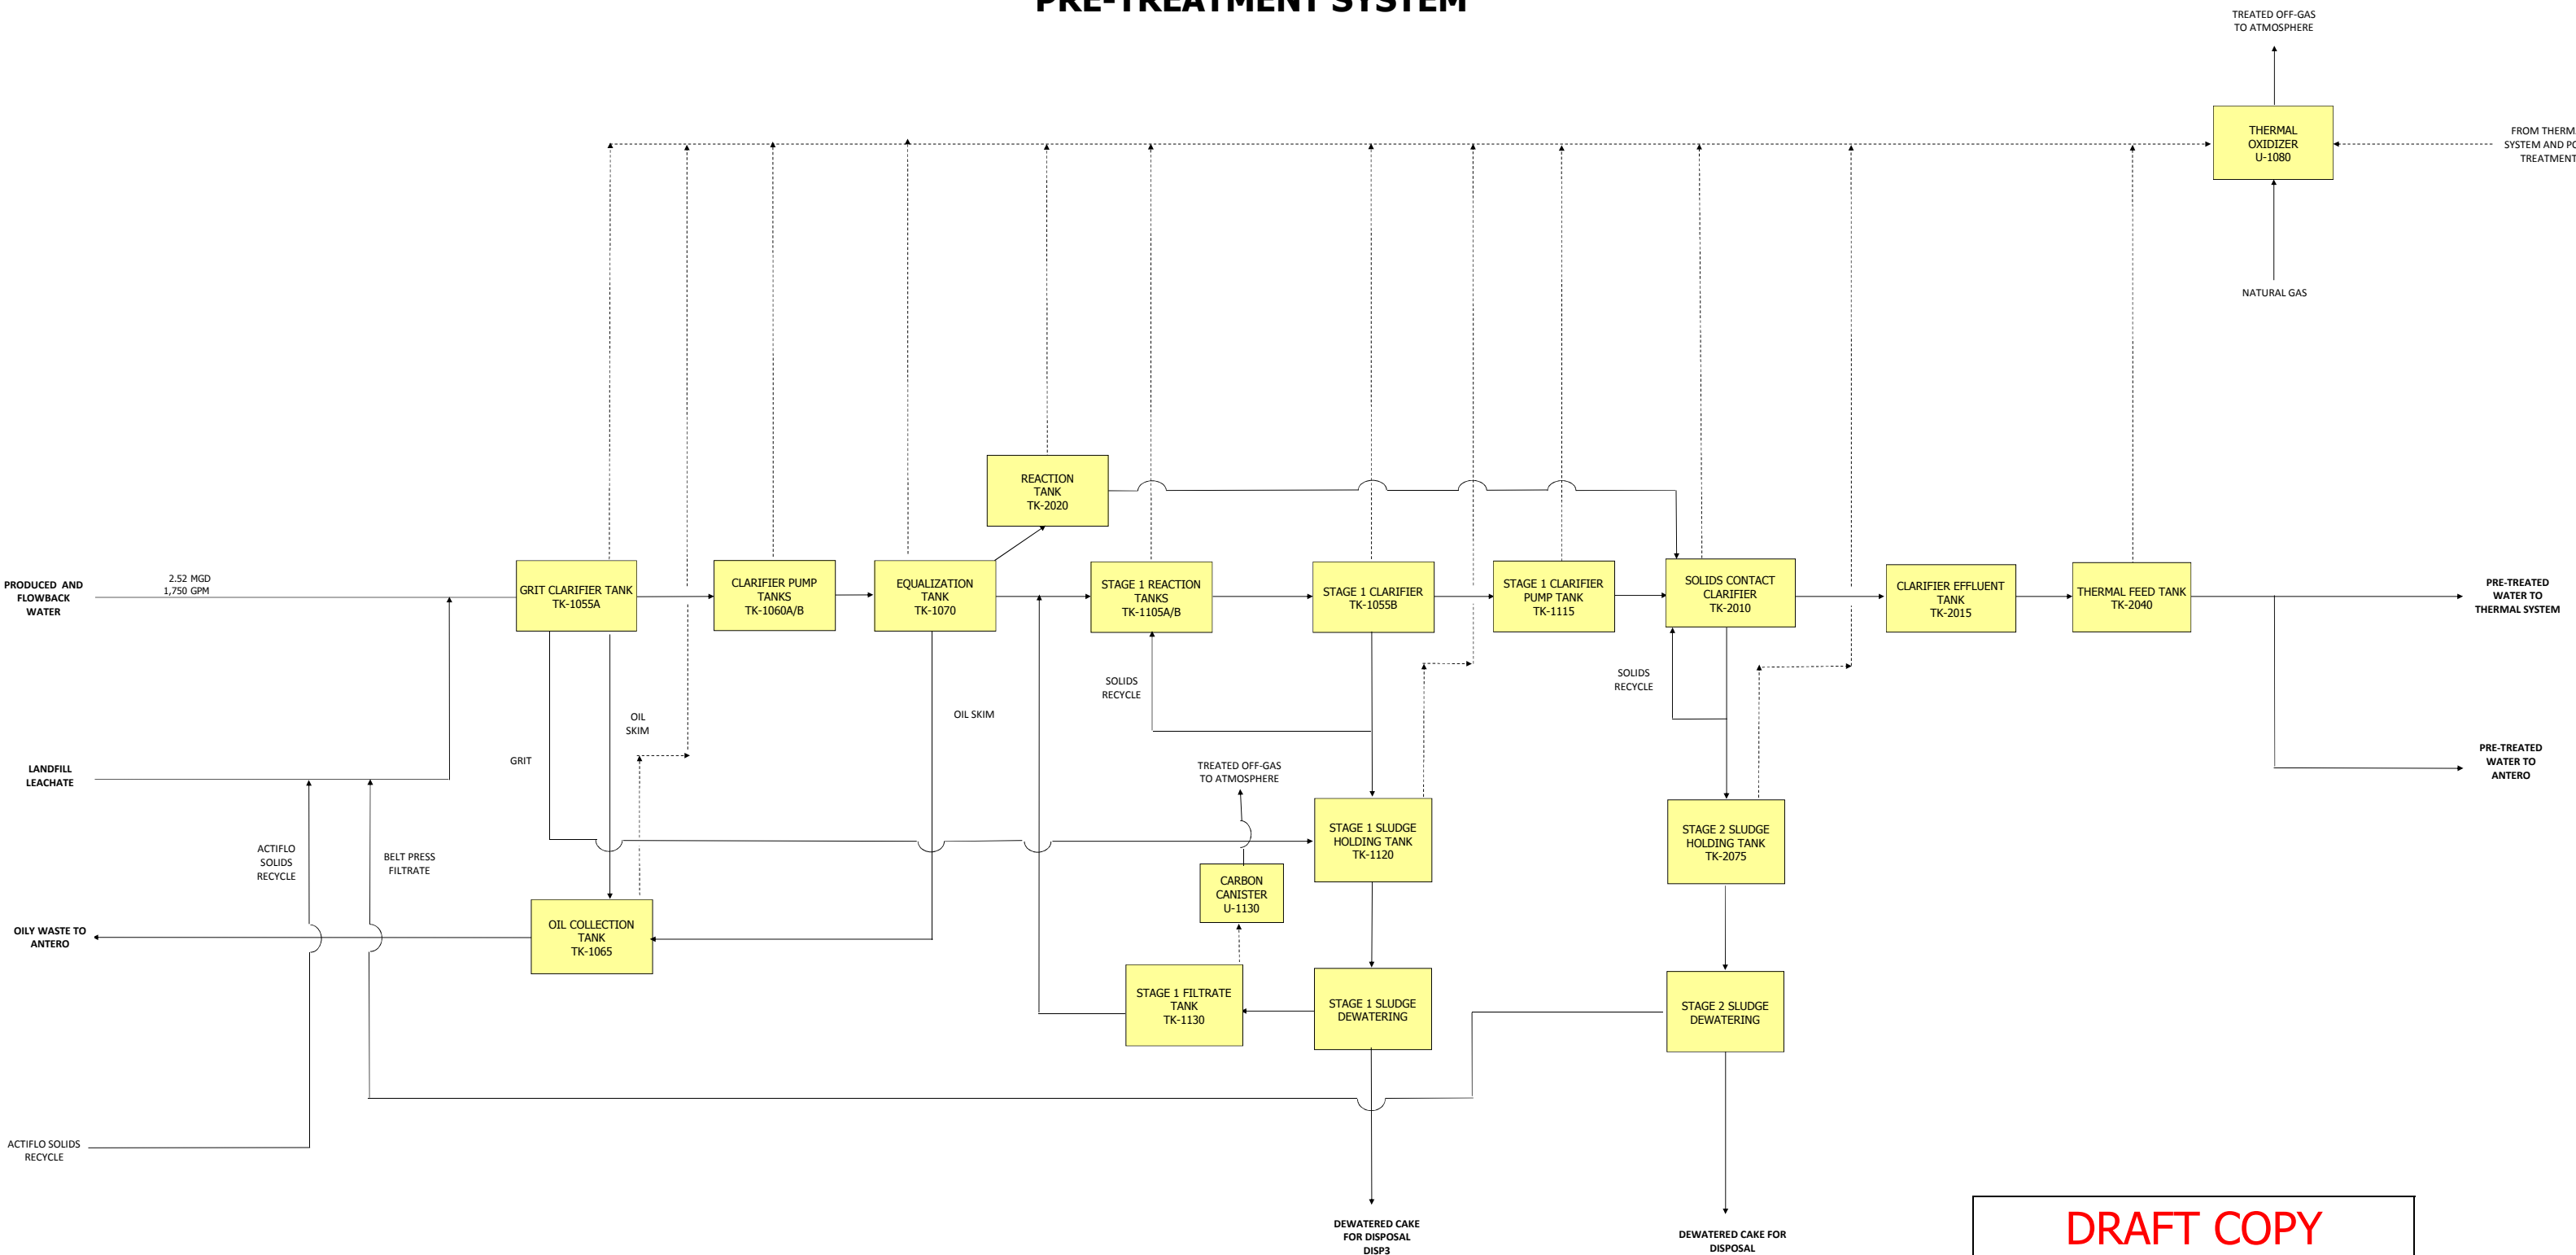 PRE-TREATMENT SYSTEM
TREATED OFF-GAS
TO ATMOSPHERE
THERMAL
OXIDIZER
U-1080
FROM
SYSTEM AND
TREATMENT
NATURAL GAS
REACTION
TANK
TK-2020
PRODUCED AND
FLOWBACK
WATER
2.52 MGD
1,750 GPM
GRIT CLARIFIER TANK
TK-1055A
CLARIFIER PUMP
TANKS
TK-1060A/B
EQUALIZATION
TANK
TK-1070
STAGE 1 REACTION
TANKS
TK-1105A/B
STAGE 1 CLARIFIER
TK-1055B
STAGE 1 CLARIFIER
PUMP TANK
TK-1115
SOLIDS CONTACT
CLARIFIER
TK-2010
CLARIFIER EFFLUENT
TANK
TK-2015
THERMAL FEED TANK
TK-2040
PRE-TREATED
WATER TO
THERMAL SYSTEM
SOLIDS
RECYCLE
SOLIDS
RECYCLE
OIL
SKIM
OIL SKIM
GRIT
LANDFILL
LEACHATE
TREATED OFF-GAS
TO ATMOSPHERE
PRE-TREATED
WATER TO
ANTERO
ACTIFLO
SOLIDS
RECYCLE
BELT PRESS
FILTRATE
STAGE 1 SLUDGE
HOLDING TANK
TK-1120
STAGE 2 SLUDGE
HOLDING TANK
TK-2075
CARBON
CANISTER
U-1130
OILY WASTE TO
ANTERO
OIL COLLECTION
TANK
TK-1065
STAGE 1 FILTRATE
TANK
TK-1130
STAGE 1 SLUDGE
DEWATERING
STAGE 2 SLUDGE
DEWATERING
ACTIFLO SOLIDS
RECYCLE
DEWATERED CAKE
FOR DISPOSAL
DISP3
DEWATERED CAKE FOR
DISPOSAL
DRAFT COPY